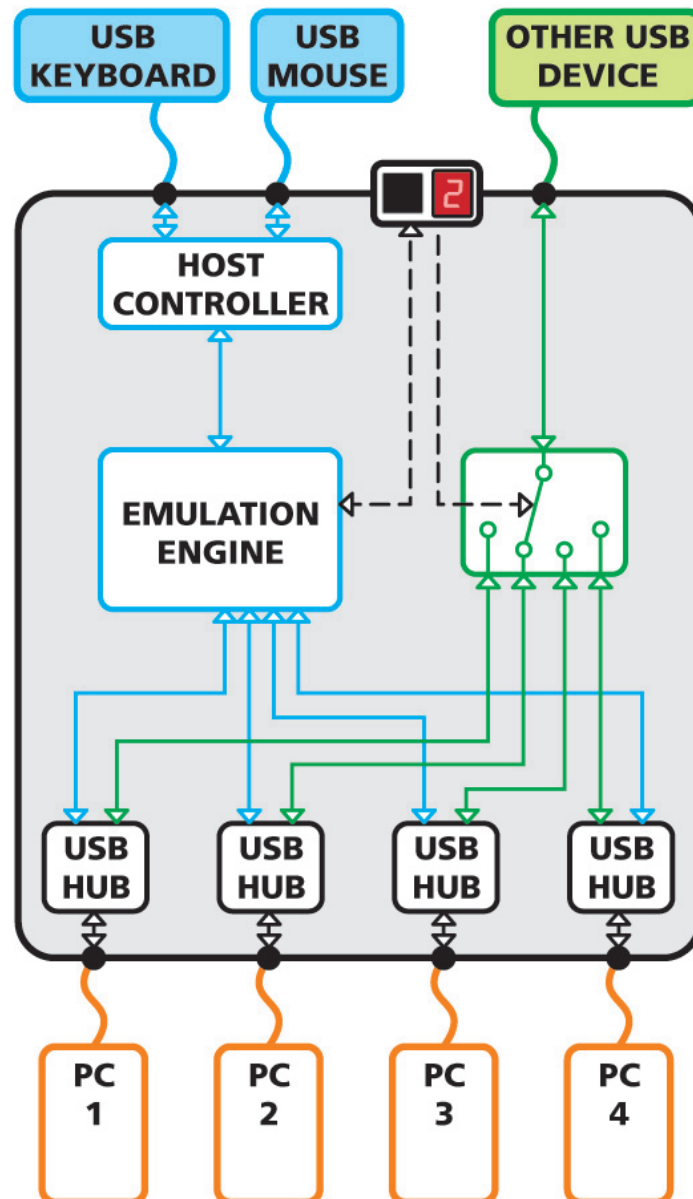 USB
KEYBOARD
USB
MOUSE
OTHER USB
DEVICE
2
HOST
CONTROLLER
EMULATION
ENGINE
USB
HUB
USB
HUB
USB
HUB
USB
HUB
PC
1
PC
2
PC
3
PC
4